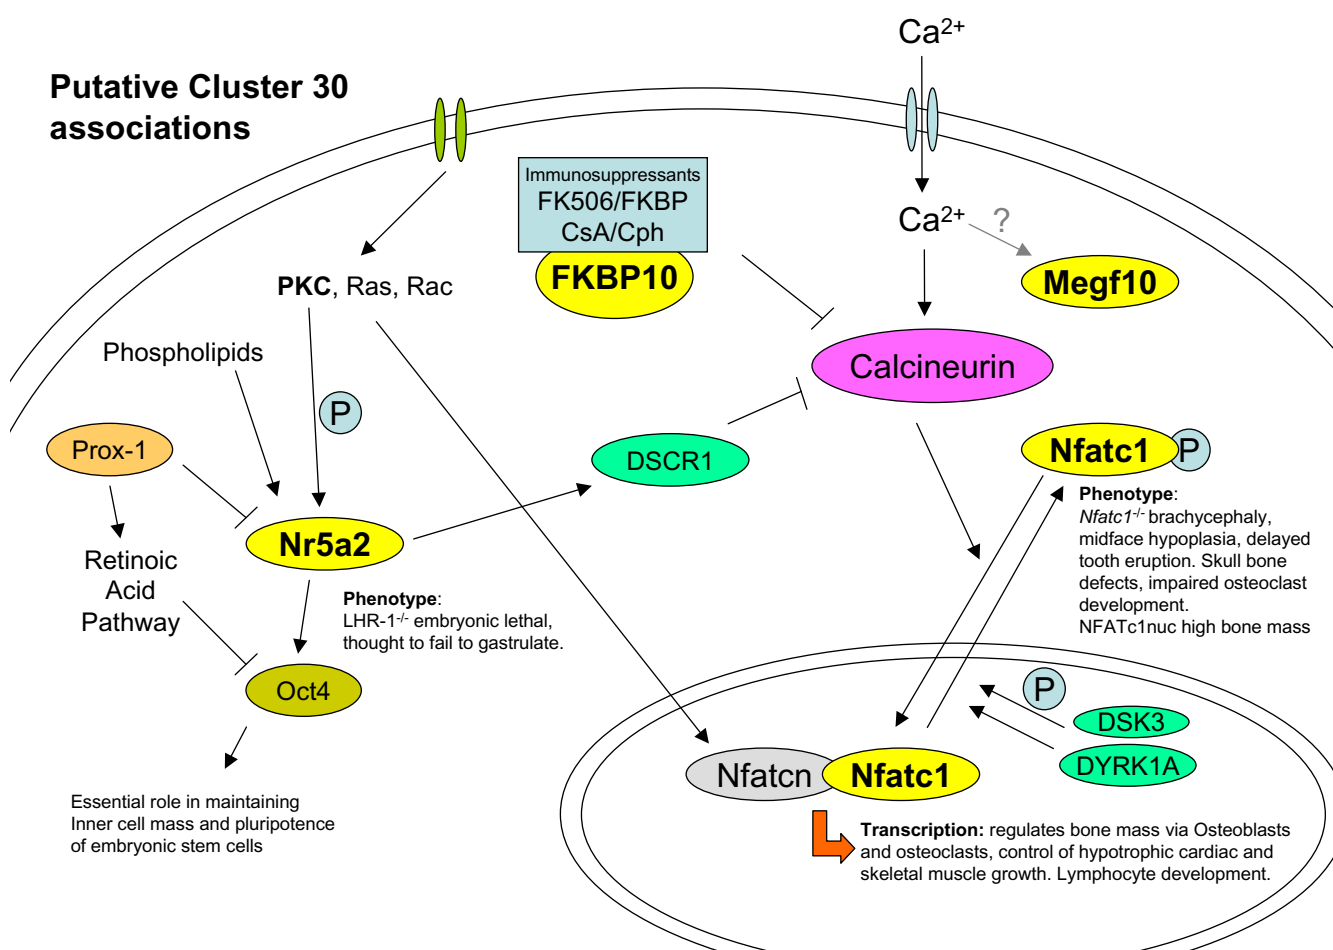 Putative Cluster 30
associations
Ca2+
Immunosuppressants
FK506/FKBP
CsA/Cph
FKBP10
Ca2+
?
Megf10
PKC, Ras, Rac
Phospholipids
Calcineurin
P
Prox-1
DSCR1
Nfatc1
P
Phenotype:
Nfatc1-/- brachycephaly,
midface hypoplasia, delayed
tooth eruption. Skull bone
defects, impaired osteoclast
development.
NFATc1nuc high bone mass
Nr5a2
Retinoic
Acid
Pathway
Phenotype:
LHR-1-/- embryonic lethal,
thought to fail to gastrulate.
Oct4
P
DSK3
DYRK1A
Nfatcn
Nfatc1
Essential role in maintaining
Inner cell mass and pluripotence
of embryonic stem cells
Transcription: regulates bone mass via Osteoblasts
and osteoclasts, control of hypotrophic cardiac and
skeletal muscle growth. Lymphocyte development.